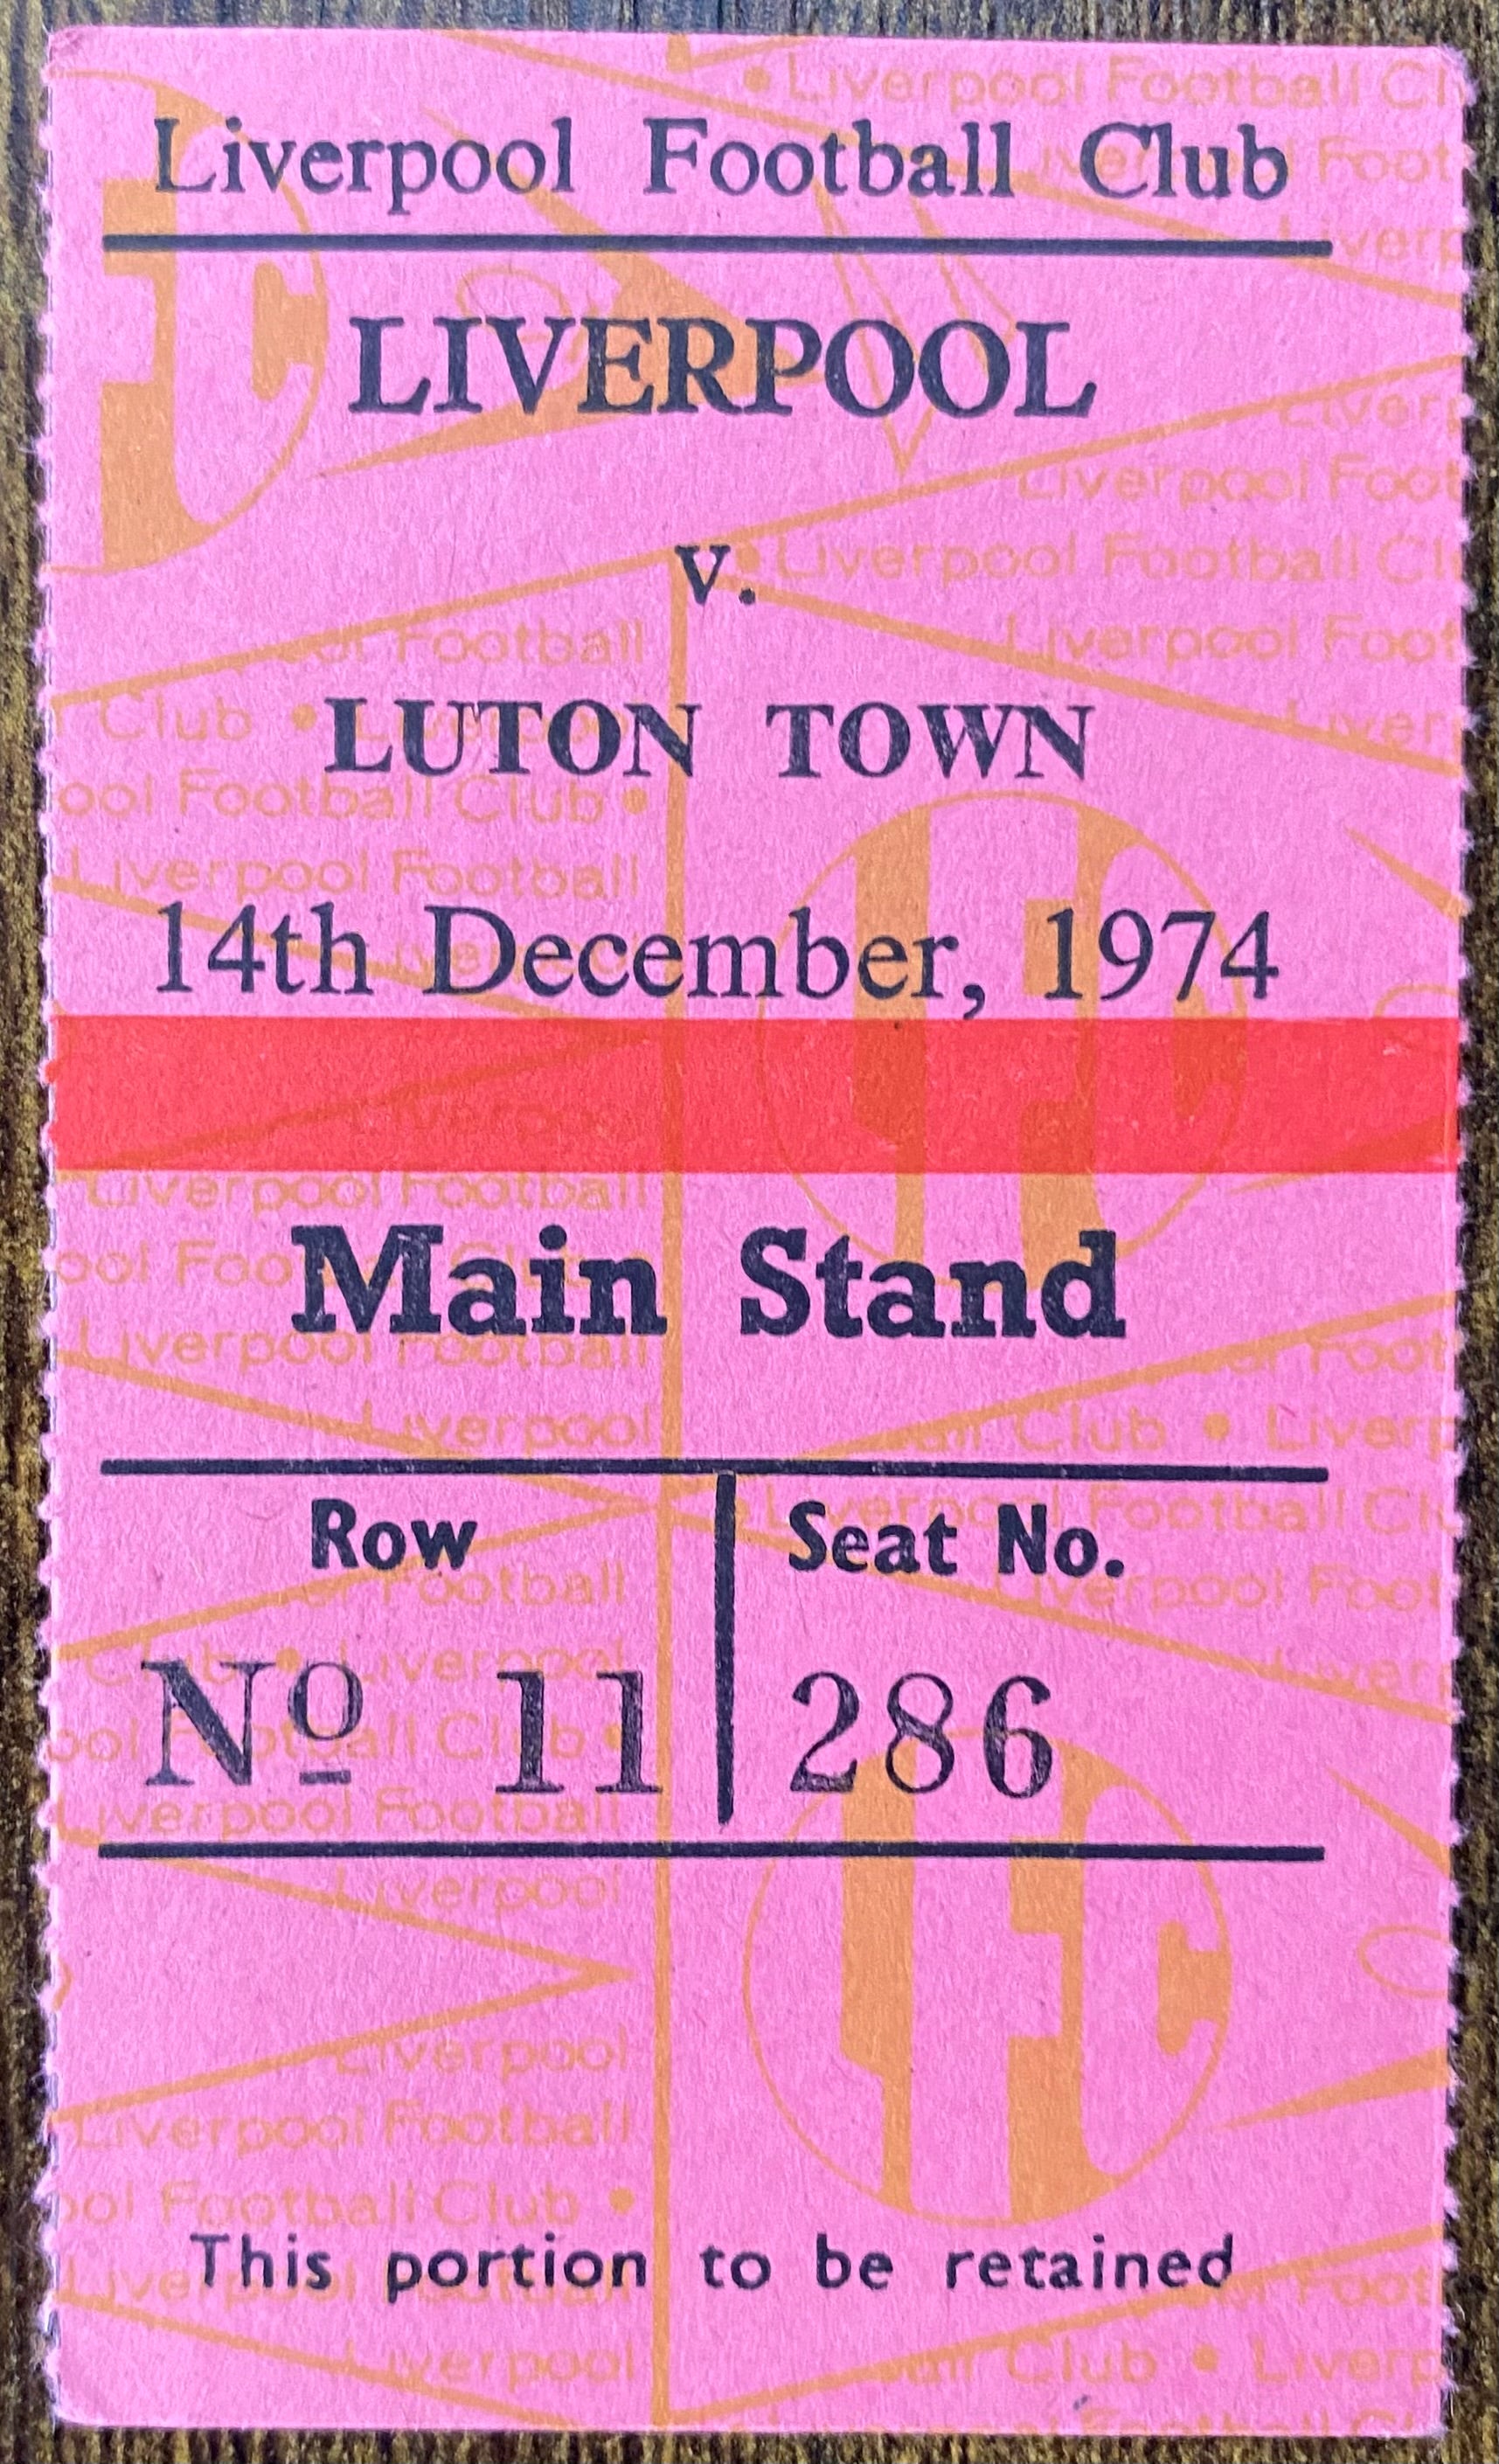 Liverpool Football Club
LIVERPOOL
v.
LUTON TOWN
14th December, 1974
Main Stand
Row Seat No.
Nº 11 286
This portion to be retained
LFC